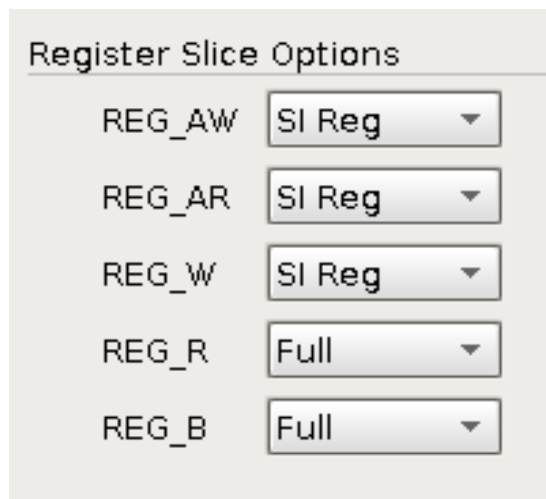 Register Slice Options
REG_AW SI Reg
REG_AR SI Reg
REG_W SI Reg
REG_R Full
REG_B Full